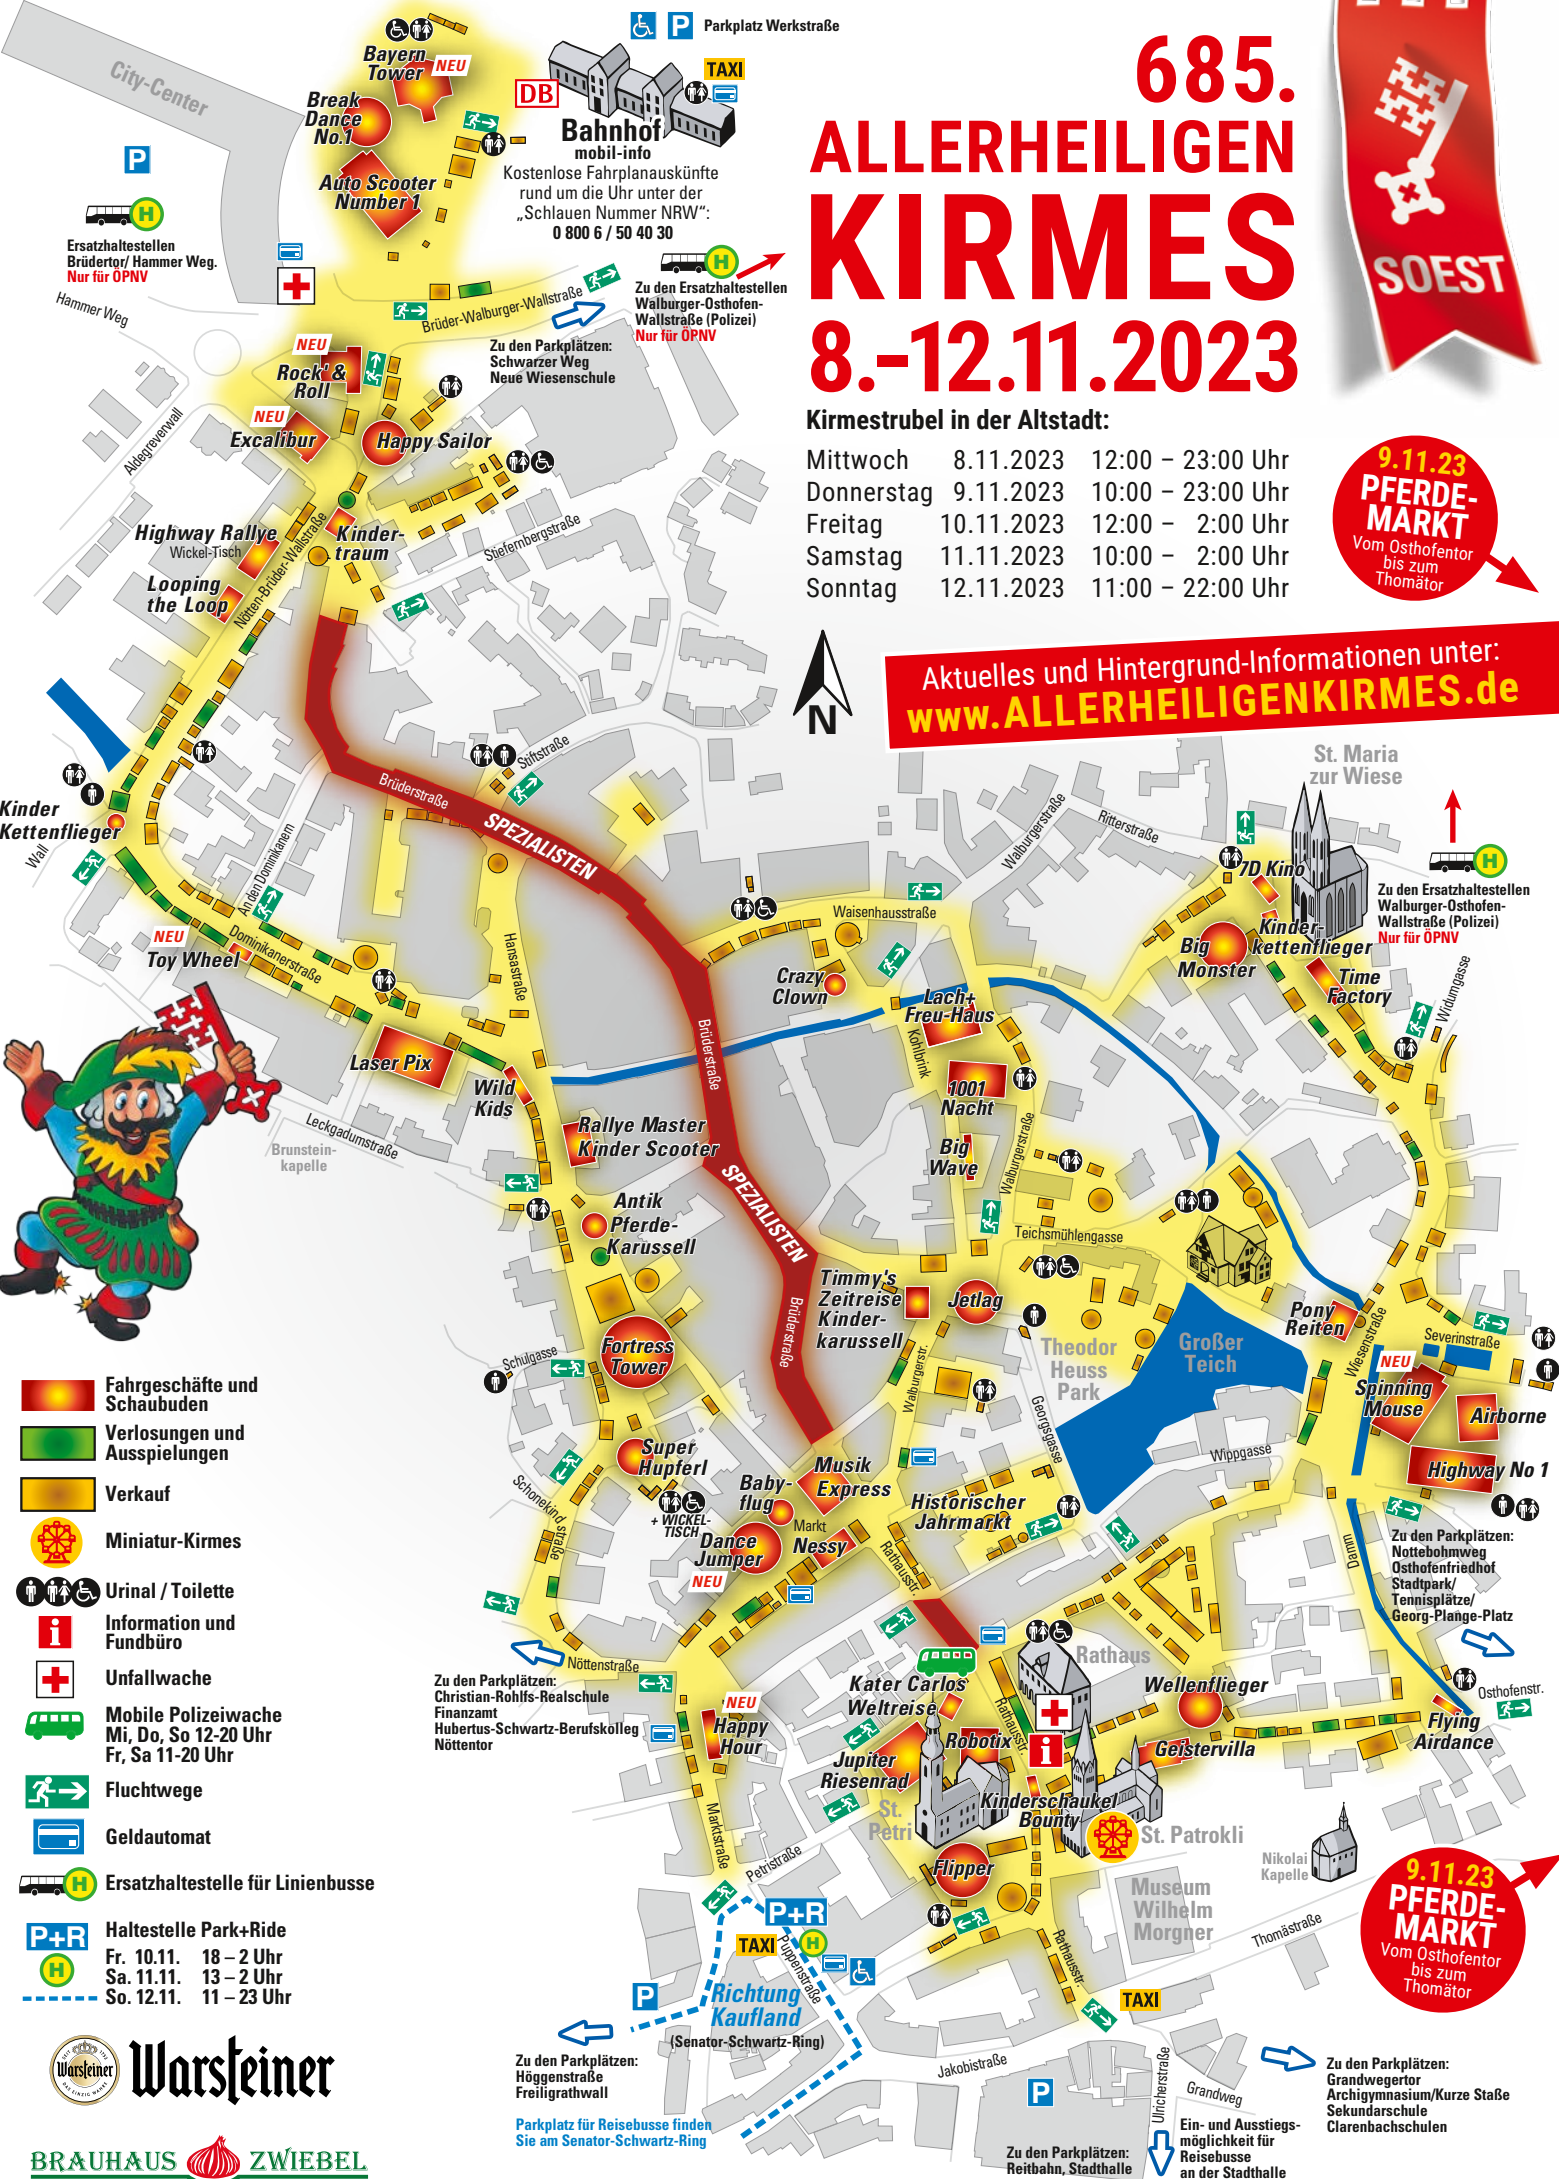 685.
ALLERHEILIGEN
KIRMES
8.–12.11.2023
SOEST
Kirmestrubel in der Altstadt:
Mittwoch 8.11.2023 12:00 – 23:00 Uhr
Donnerstag 9.11.2023 10:00 – 23:00 Uhr
Freitag 10.11.2023 12:00 – 2:00 Uhr
Samstag 11.11.2023 10:00 – 2:00 Uhr
Sonntag 12.11.2023 11:00 – 22:00 Uhr
9.11.23
PFERDE-
MARKT
Vom Osthofentor
bis zum
Thomätor
Aktuelles und Hintergrund-Informationen unter:
www.ALLERHEILIGENKIRMES.de
N
City-Center
P
H
Ersatzhaltestellen
Brüdertor/ Hammer Weg.
Nur für ÖPNV
Hammer Weg
Bayern
Tower
NEU
Break
Dance
No.1
Auto Scooter
Number 1
P Parkplatz Werkstraße
TAXI
DB
Bahnhof
mobil-info
Kostenlose Fahrplanauskünfte
rund um die Uhr unter der
„Schlauen Nummer NRW“:
0 800 6 / 50 40 30
H
Zu den Ersatzhaltestellen
Walburger-Osthofen-
Wallstraße (Polizei)
Nur für ÖPNV
Brüder-Walburger-Wallstraße
Zu den Parkplätzen:
Schwarzer Weg
Neue Wiesenschule
NEU
Rock' &
Roll
NEU
Excalibur
Happy Sailor
Aldegreverwall
Highway Rallye
Wickel-Tisch
Kinder-
traum
Looping
the Loop
Nötten-Brüder-Wallstraße
Stiefernbergstraße
Stiftstraße
Brüderstraße
SPEZIALISTEN
Kinder
Kettenflieger
Wall
An den Dominikanern
NEU
Toy Wheel
Dominikanerstraße
Hansastraße
Laser Pix
Wild
Kids
Leckgadumstraße
Brunstein-
kapelle
Rallye Master
Kinder Scooter
Antik
Pferde-
Karussell
Fortress
Tower
Schulgasse
Super
Hupferl
+ WICKEL-
TISCH
Schonekindstraße
Brüderstraße
SPEZIALISTEN
Brüderstraße
Waisenhausstraße
Crazy
Clown
Lach+
Freu-Haus
Kohlbrink
1001
Nacht
Big
Wave
Walburgerstraße
Teichsmühlengasse
Timmy's
Zeitreise
Kinder-
karussell
Jetlag
Walburgerstr.
Theodor
Heuss
Park
Großer
Teich
Georgsgasse
Wippgasse
Walburgerstraße
Ritterstraße
St. Maria
zur Wiese
7D Kino
Kinder-
kettenflieger
Big
Monster
Time
Factory
H
Zu den Ersatzhaltestellen
Walburger-Osthofen-
Wallstraße (Polizei)
Nur für ÖPNV
Widumgasse
Pony
Reiten
Wiesenstraße
Severinstraße
NEU
Spinning
Mouse
Airborne
Highway No 1
Zu den Parkplätzen:
Nottebohmweg
Osthofenfriedhof
Stadtpark/
Tennisplätze/
Georg-Plange-Platz
Damm
Osthofenstr.
Flying
Airdance
Baby-
flug
Musik
Express
Markt
Dance
Jumper
NEU
Nessy
Historischer
Jahrmarkt
Rathausstr.
Nöttenstraße
Zu den Parkplätzen:
Christian-Rohlfs-Realschule
Finanzamt
Hubertus-Schwartz-Berufskolleg
Nöttentor
NEU
Happy
Hour
Marktstraße
Kater Carlos
Weltreise
Rathaus
Rathausstr.
i
Robotix
Jupiter
Riesenrad
St.
Petri
Wellenflieger
Geistervilla
Kinderschaukel
Bounty
St. Patrokli
Flipper
Museum
Wilhelm
Morgner
Nikolai
Kapelle
Thomästraße
Rathausstr.
TAXI
Petristraße
P+R
H
TAXI
Puppenstraße
P
Richtung
Kaufland
(Senator-Schwartz-Ring)
Zu den Parkplätzen:
Höggenstraße
Freiligrathwall
Parkplatz für Reisebusse finden
Sie am Senator-Schwartz-Ring
Jakobistraße
P
Ulricherstraße
Grandweg
Zu den Parkplätzen:
Reitbahn, Stadthalle
Ein- und Ausstiegs-
möglichkeit für
Reisebusse
an der Stadthalle
Zu den Parkplätzen:
Grandwegertor
Archigymnasium/Kurze Staße
Sekundarschule
Clarenbachschulen
9.11.23
PFERDE-
MARKT
Vom Osthofentor
bis zum
Thomätor
Fahrgeschäfte und
Schaubuden
Verlosungen und
Ausspielungen
Verkauf
Miniatur-Kirmes
Urinal / Toilette
i Information und
Fundbüro
Unfallwache
Mobile Polizeiwache
Mi, Do, So 12-20 Uhr
Fr, Sa 11-20 Uhr
Fluchtwege
Geldautomat
H Ersatzhaltestelle für Linienbusse
P+R Haltestelle Park+Ride
H Fr. 10.11. 18 – 2 Uhr
Sa. 11.11. 13 – 2 Uhr
So. 12.11. 11 – 23 Uhr
Warsteiner
Warsteiner
BRAUHAUS ZWIEBEL